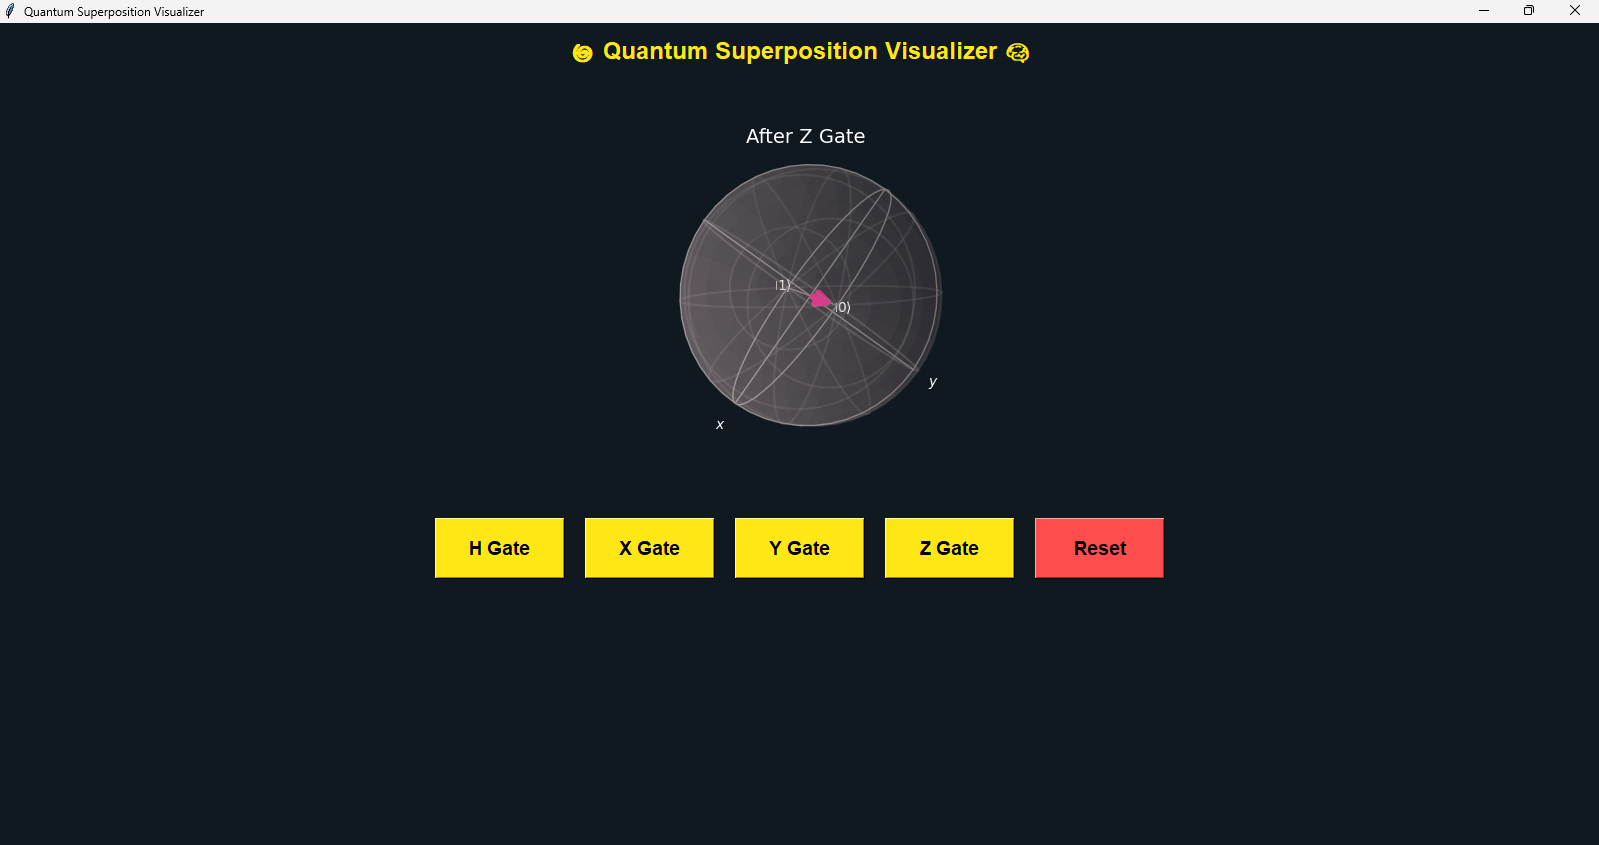 Quantum Superposition Visualizer
Quantum Superposition Visualizer
After Z Gate
|1⟩
|0⟩
y
x
H Gate
X Gate
Y Gate
Z Gate
Reset